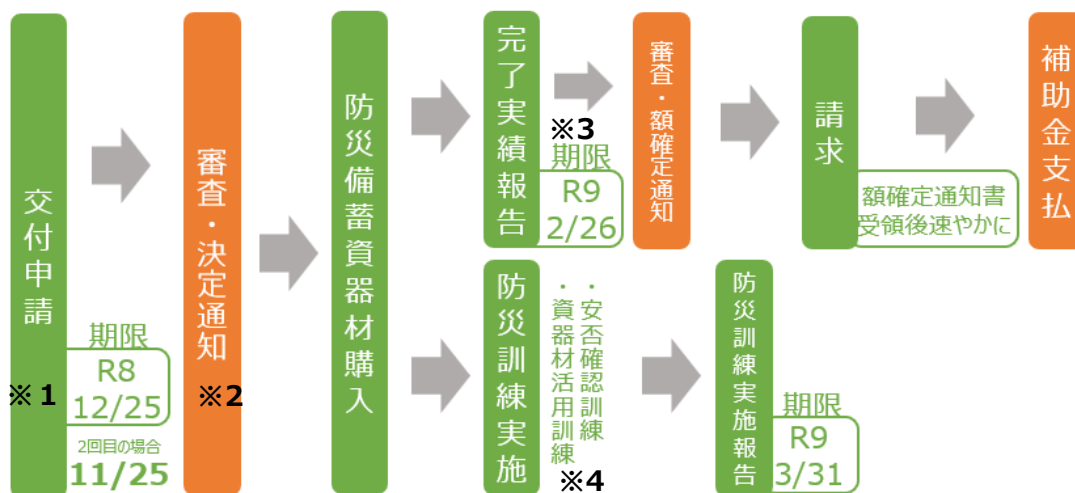 交付申請
※1
期限
R8
12/25
2回目の場合
11/25
審査・決定通知
※2
防災備蓄資器材購入
完了実績報告
※3
期限
R9
2/26
審査・額確定通知
請求
額確定通知書
受領後速やかに
補助金支払
防災訓練実施
・安否確認訓練
・資器材活用訓練
※4
防災訓練実施報告
期限
R9
3/31